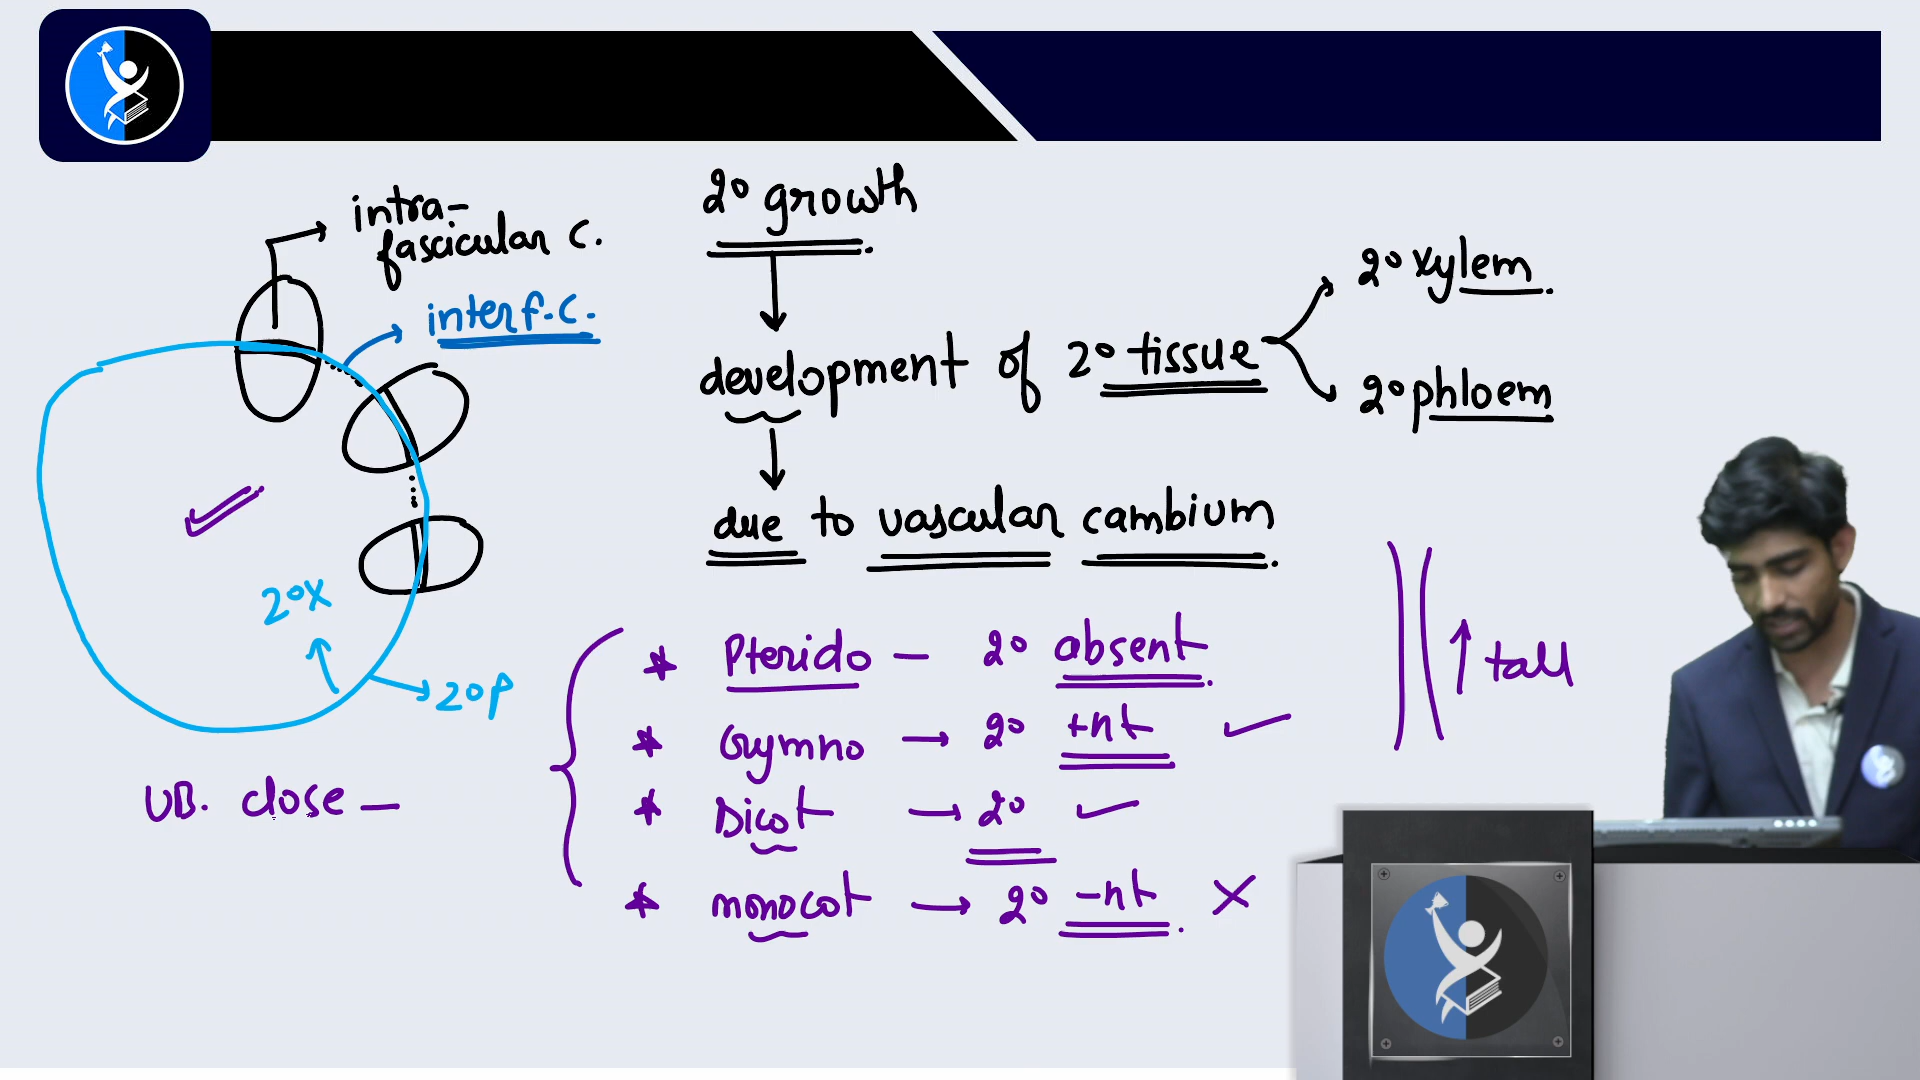 intra-
fascicular c.
interf.c.
2° growth
development of 2° tissue
2° xylem.
2° phloem
due to vascular cambium.
2°x
2°p
VB. close -
* Pterido - 2° absent.
* Gymno → 2° +nt ✓
* Dicot → 2° ✓
* monocot → 2° -nt. X
↑ tall